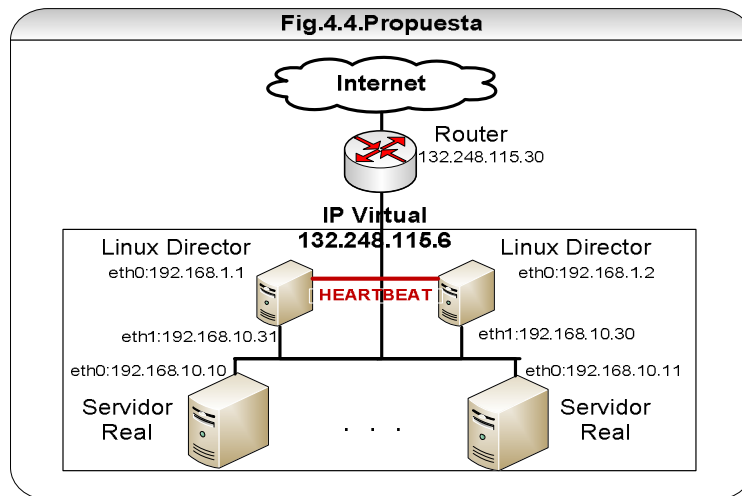 Fig.4.4.Propuesta
Internet
Router
132.248.115.30
IP Virtual
132.248.115.6
Linux Director
eth0:192.168.1.1
Linux Director
eth0:192.168.1.2
HEARTBEAT
eth1:192.168.10.31
eth1:192.168.10.30
eth0:192.168.10.10
eth0:192.168.10.11
Servidor
Real
. . .
Servidor
Real